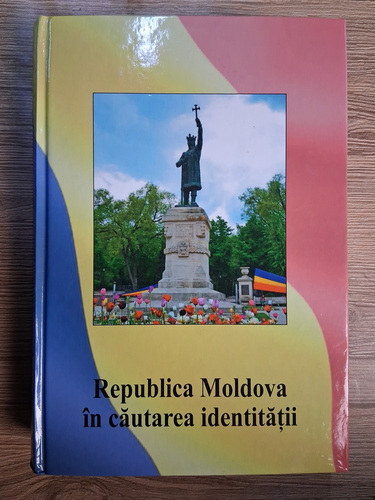 Republica Moldova
în căutarea identității